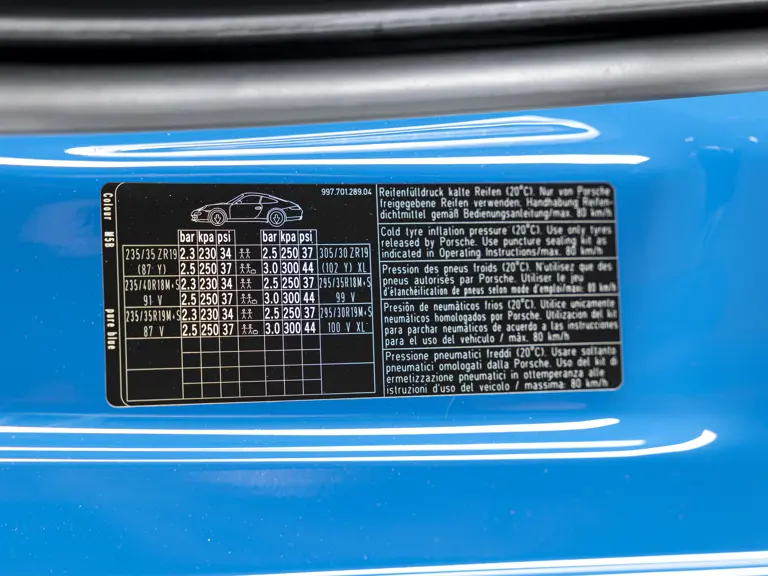 Colour M5B pure blue
997.701.289.04
bar kpa psi bar kpa psi
235/35 ZR19 2.3 230 34 2.5 250 37 305/30 ZR19
(87 Y) 2.5 250 37 3.0 300 44 (102 Y) XL
235/40R18M+S 2.3 230 34 2.5 250 37 295/35R18M+S
91 V 2.5 250 37 3.0 300 44 99 V
235/35R19M+S 2.3 230 34 2.5 250 37 295/30R19M+S
87 V 2.5 250 37 3.0 300 44 100 V XL
Reifenfülldruck kalte Reifen (20°C). Nur von Porsche
freigegebene Reifen verwenden. Handhabung Reifen-
dichtmittel gemäß Bedienungsanleitung/max. 80 km/h
Cold tyre inflation pressure (20°C). Use only tyres
released by Porsche. Use puncture sealing kit as
indicated in Operating Instructions/max. 80 km/h
Pression des pneus froids (20°C). N'utilisez que des
pneus autorisés par Porsche. Utiliser le jeu
d'étanchéification de pneus selon mode d'emploi/max: 80 km/h
Presión de neumáticos frios (20°C). Utilice unicamente
neumáticos homologados por Porsche. Utilizacion del kit
para parchar neumáticos de acuerdo a las instrucciones
para el uso del vehiculo / máx. 80 km/h
Pressione pneumatici freddi (20°C). Usare soltanto
pneumatici omologati dalla Porsche. Uso del kit di
ermetizzazione pneumatici in ottemperanza alle
istruzioni d'uso del veicolo / massima: 80 km/h